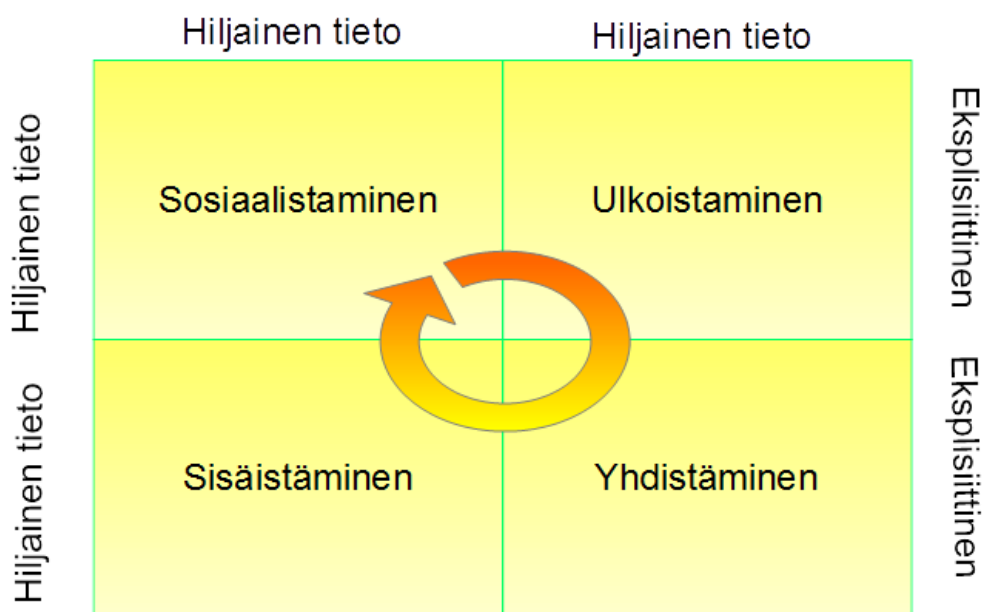 Hiljainen tieto
Hiljainen tieto
Hiljainen tieto
Sosiaalistaminen
Ulkoistaminen
Eksplisiittinen
Hiljainen tieto
Sisäistäminen
Yhdistäminen
Eksplisiittinen